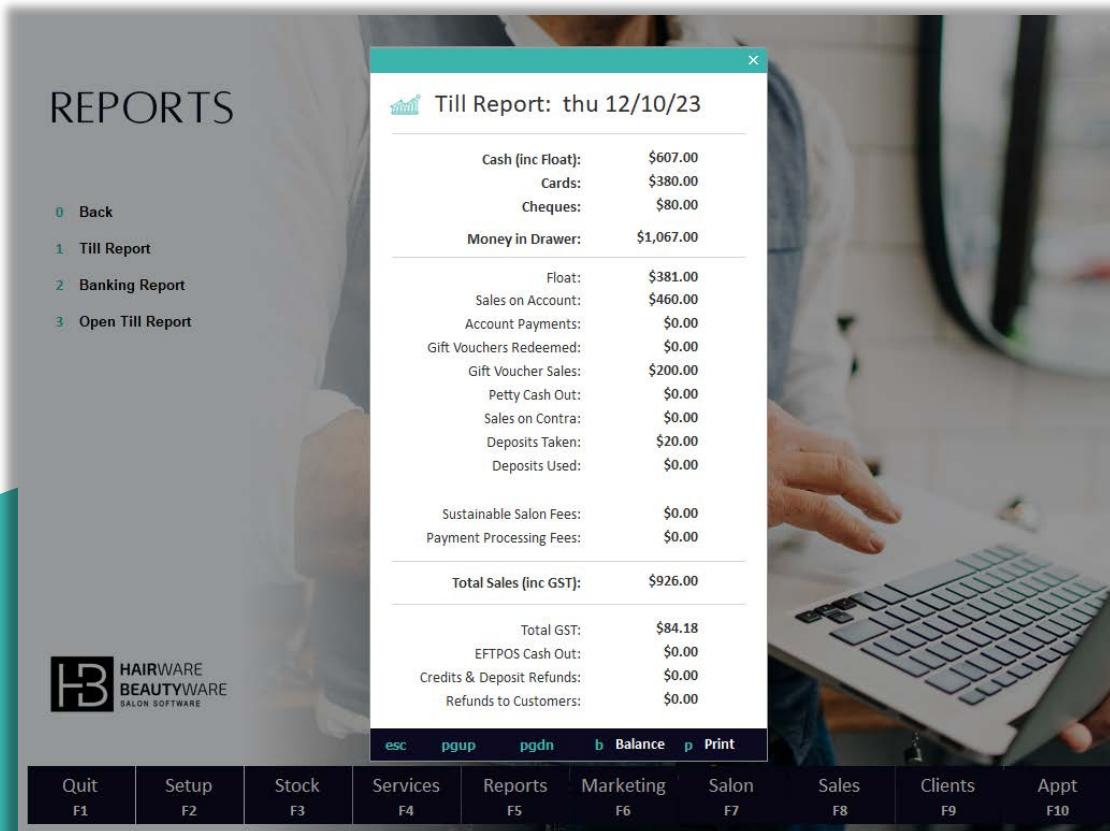 REPORTS
0 Back
1 Till Report
2 Banking Report
3 Open Till Report
Till Report: thu 12/10/23
Cash (inc Float): $607.00
Cards: $380.00
Cheques: $80.00
Money in Drawer: $1,067.00
Float: $381.00
Sales on Account: $460.00
Account Payments: $0.00
Gift Vouchers Redeemed: $0.00
Gift Voucher Sales: $200.00
Petty Cash Out: $0.00
Sales on Contra: $0.00
Deposits Taken: $20.00
Deposits Used: $0.00
Sustainable Salon Fees: $0.00
Payment Processing Fees: $0.00
Total Sales (inc GST): $926.00
Total GST: $84.18
EFTPOS Cash Out: $0.00
Credits & Deposit Refunds: $0.00
Refunds to Customers: $0.00
esc pgup pgdn b Balance p Print
HB HAIRWARE
BEAUTYWARE
SALON SOFTWARE
Quit Setup Stock Services Reports Marketing Salon Sales Clients Appt
F1 F2 F3 F4 F5 F6 F7 F8 F9 F10